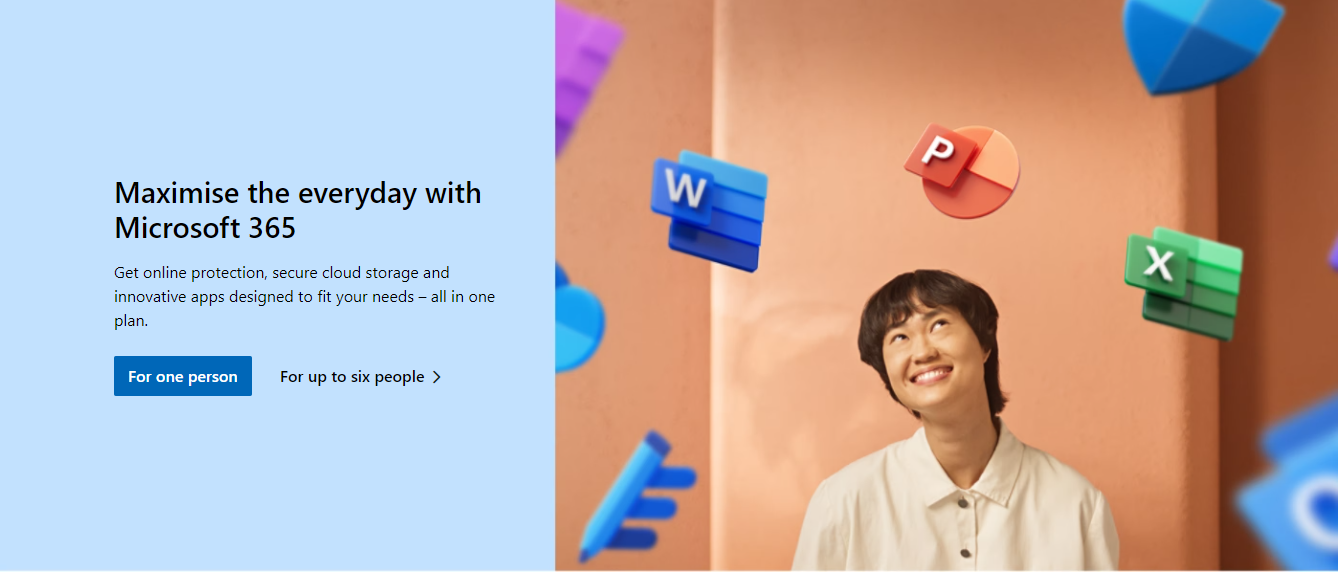 Maximise the everyday with
Microsoft 365
Get online protection, secure cloud storage and
innovative apps designed to fit your needs – all in one
plan.
For one person
For up to six people
W
P
X